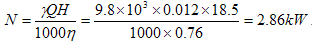 N = γQH / 1000η = 9.8×10³×0.012×18.5 / 1000×0.76 = 2.86kW.